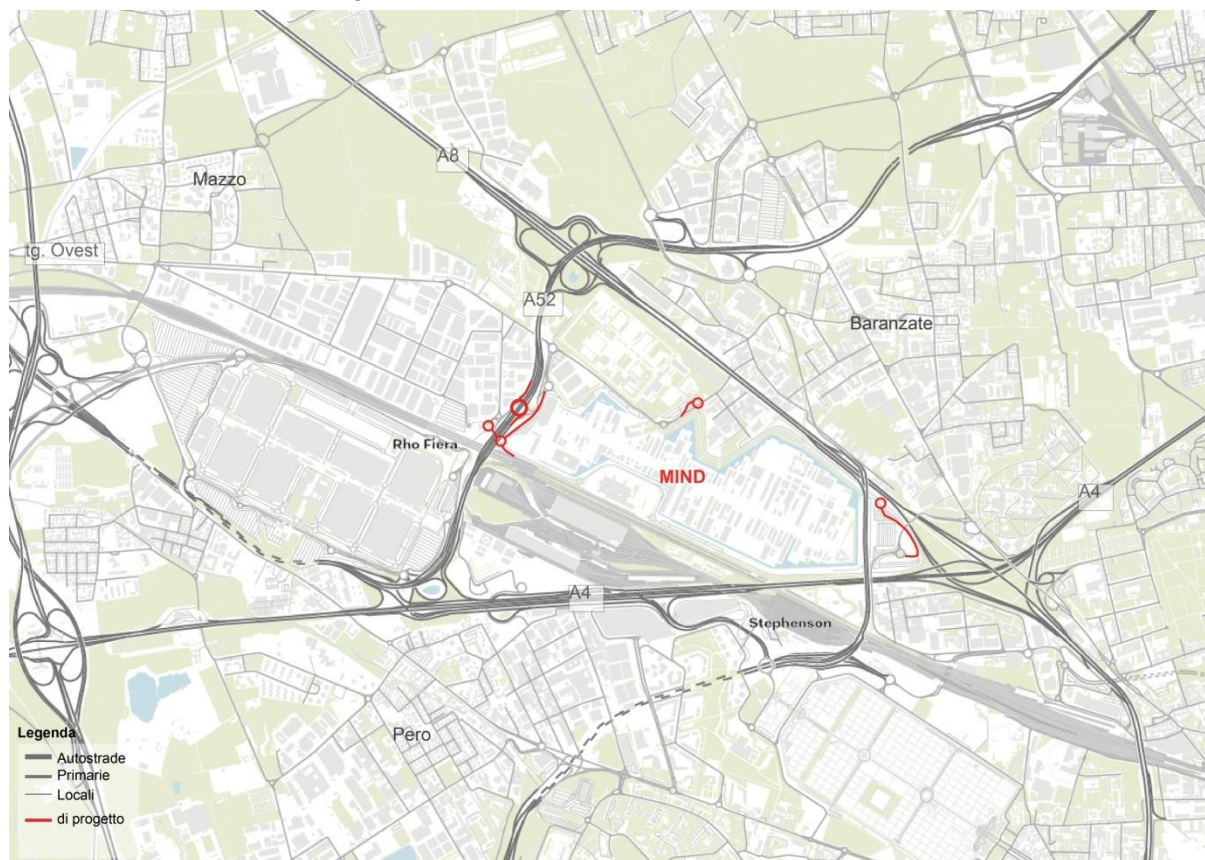 A8
Mazzo
tg. Ovest
A52
Baranzate
Rho Fiera
MIND
A4
A4
Stephenson
Pero
Legenda
Autostrade
Primarie
Locali
di progetto